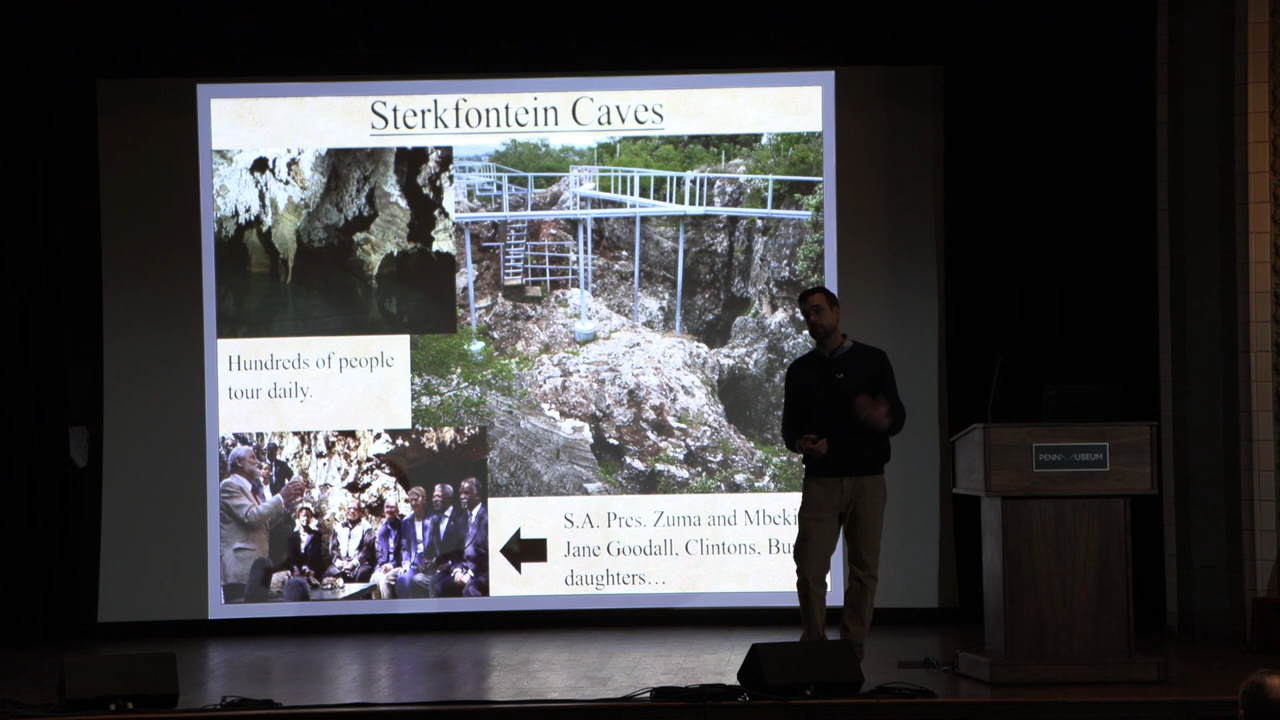 Sterkfontein Caves
Hundreds of people
tour daily.
S.A. Pres. Zuma and Mbeki
Jane Goodall, Clintons,
daughters…
PENN MUSEUM